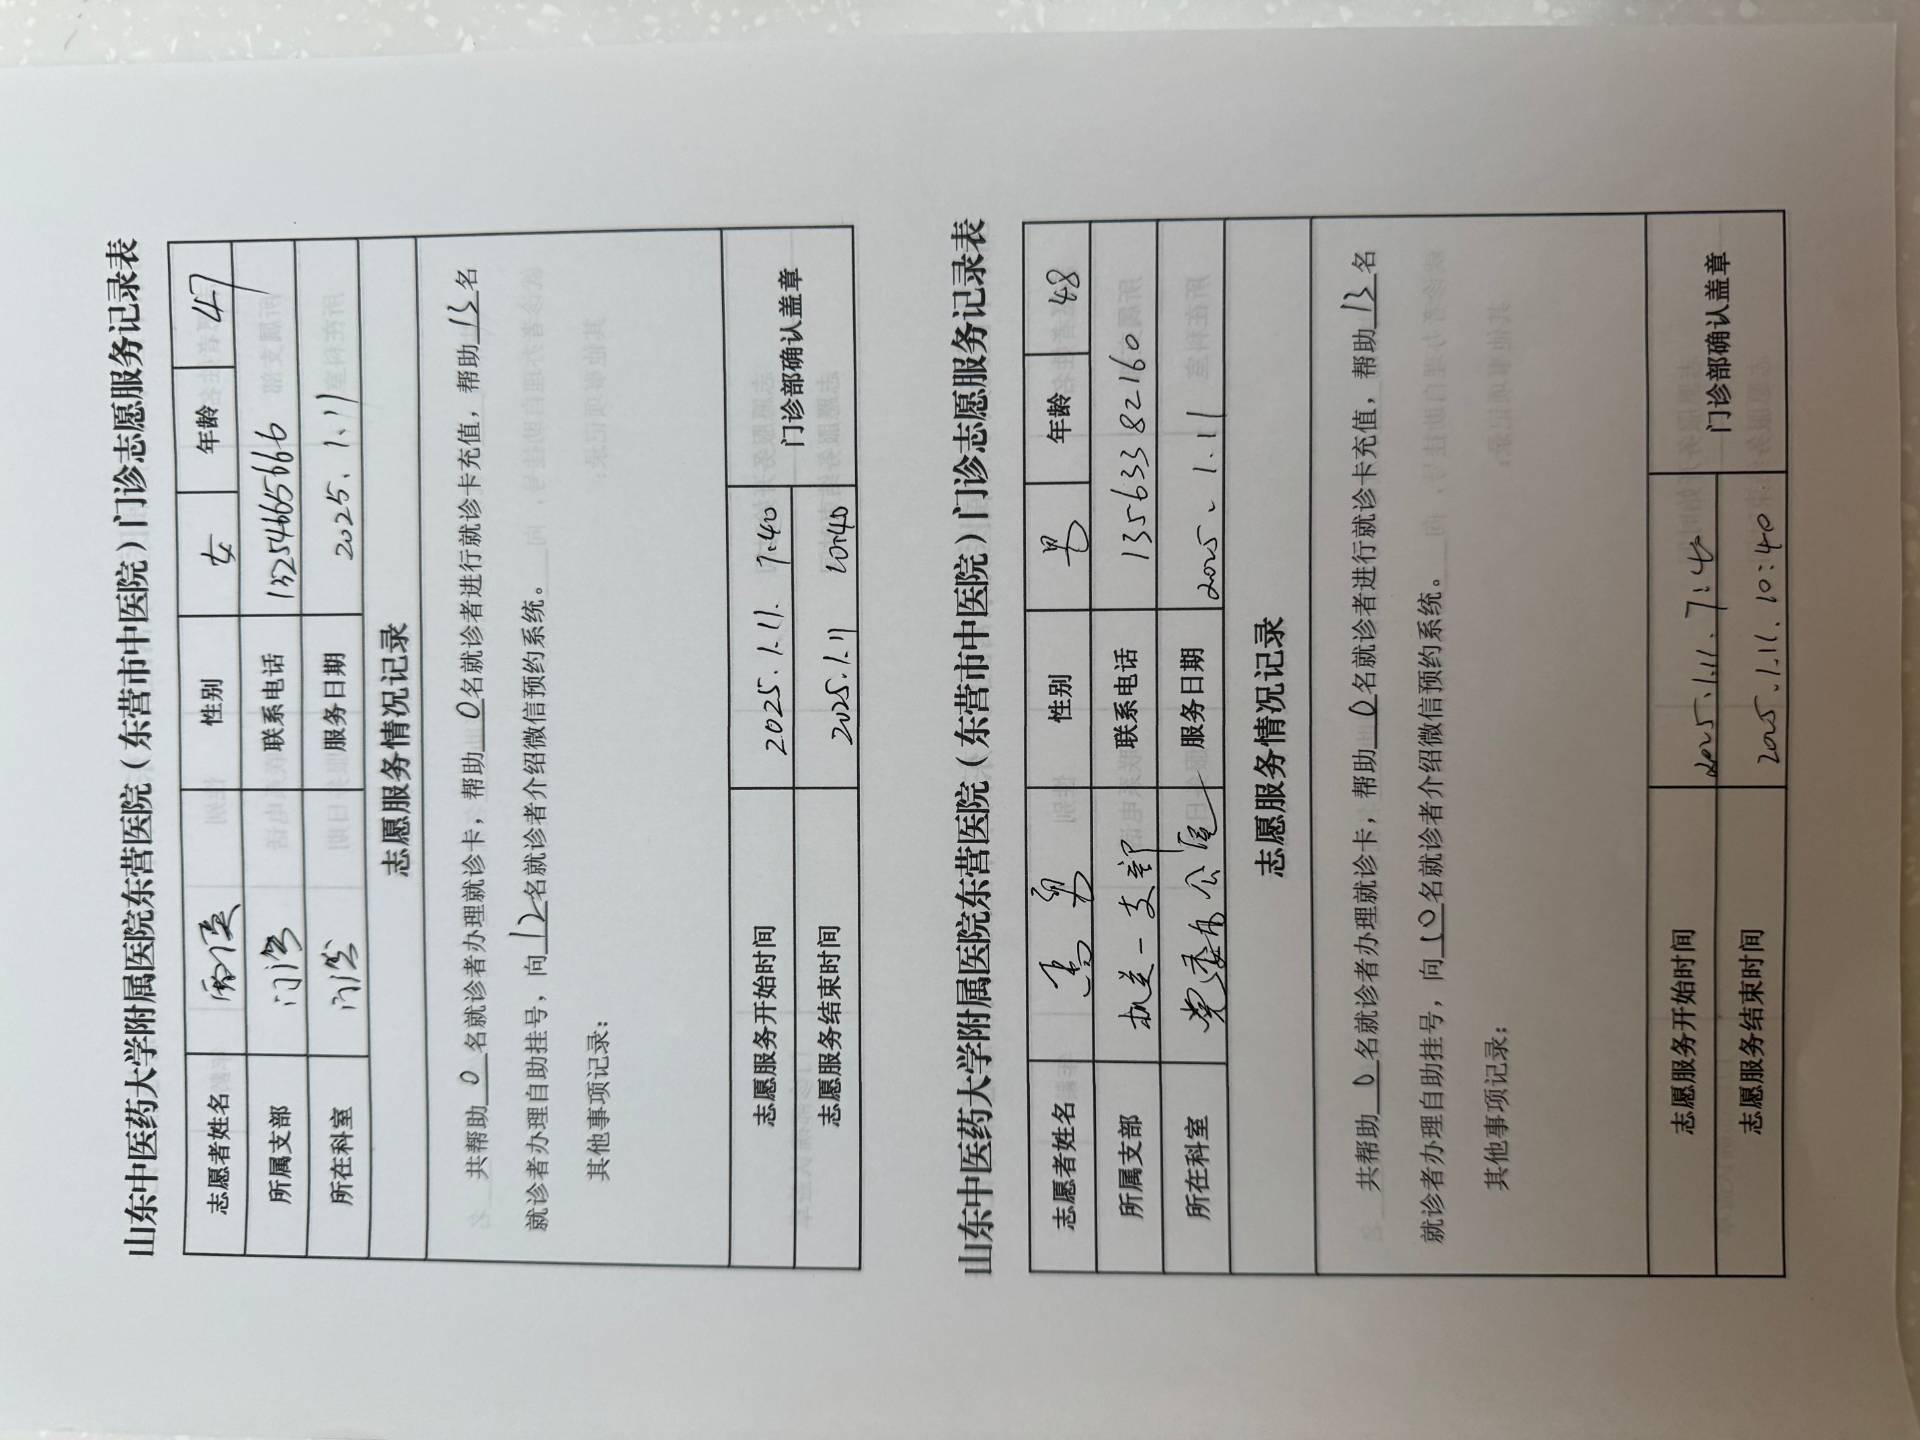 山东中医药大学附属医院东营医院（东营市中医院）门诊志愿服务记录表
志愿者姓名 性别 女 年龄 47
所属支部 门诊 联系电话 13254665666
所在科室 门诊 服务日期 2025.1.11
志愿服务情况记录
共帮助 0 名就诊者办理就诊卡，帮助 0 名就诊者进行就诊卡充值，帮助 13 名
就诊者办理自助挂号，向 12 名就诊者介绍微信预约系统。
其他事项记录：
志愿服务开始时间 2025.1.11. 7:40 门诊部确认盖章
志愿服务结束时间 2025.1.11 10:40
山东中医药大学附属医院东营医院（东营市中医院）门诊志愿服务记录表
志愿者姓名 性别 男 年龄 48
所属支部 机关一支部 联系电话 13563382160
所在科室 党委办公室 服务日期 2025.1.11
志愿服务情况记录
共帮助 0 名就诊者办理就诊卡，帮助 0 名就诊者进行就诊卡充值，帮助 13 名
就诊者办理自助挂号，向 10 名就诊者介绍微信预约系统。
其他事项记录：
志愿服务开始时间 2025.1.11. 7:40 门诊部确认盖章
志愿服务结束时间 2025.1.11. 10:40